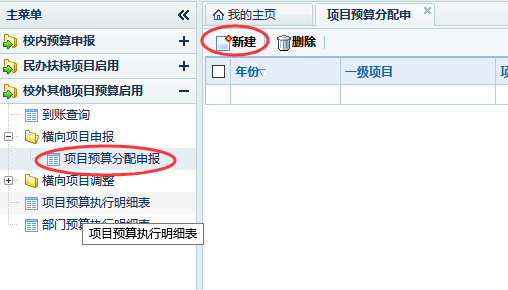 主菜单
校内预算申报
民办扶持项目启用
校外其他项目预算启用
到账查询
横向项目申报
项目预算分配申报
横向项目调整
项目预算执行明细表
部门预算执行明细表
项目预算执行明细表
我的主页 项目预算分配申
新建 删除
年份 一级项目